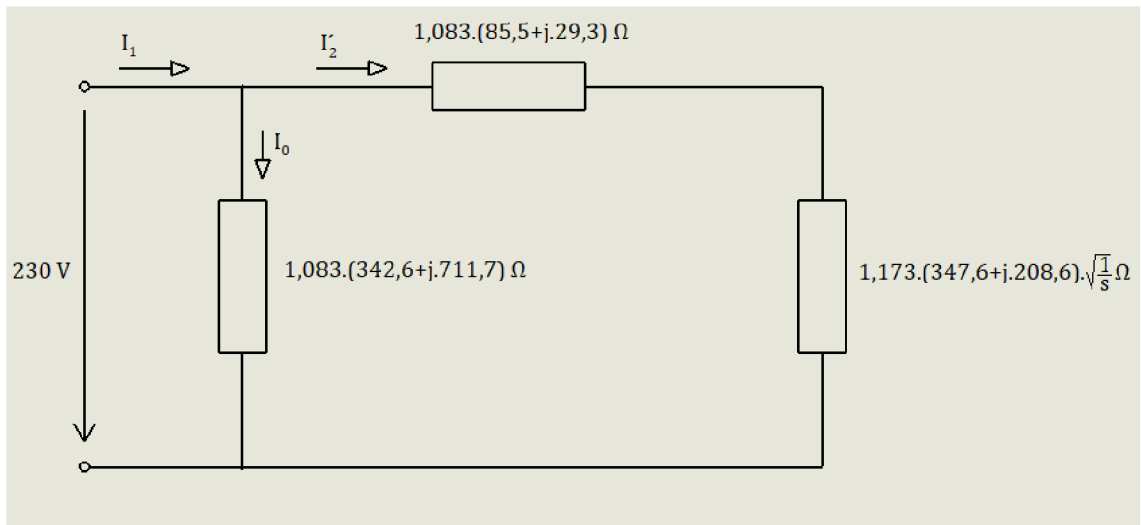 1,083.(85,5+j.29,3) Ω
I₁
I₂′
I₀
230 V
1,083.(342,6+j.711,7) Ω
1,173.(347,6+j.208,6).√(1/s) Ω